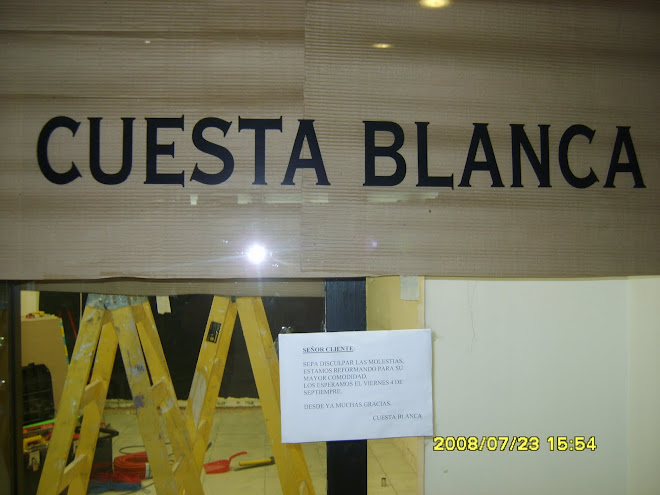 CUESTA BLANCA
SEÑOR CLIENTE
SEPA DISCULPAR LAS MOLESTIAS,
ESTAMOS REFORMANDO PARA SU
MAYOR COMODIDAD.
LOS ESPERAMOS EL VIERNES 4 DE
SEPTIEMBRE.
DESDE YA MUCHAS GRACIAS.
CUESTA BLANCA
2008/07/23 15:54